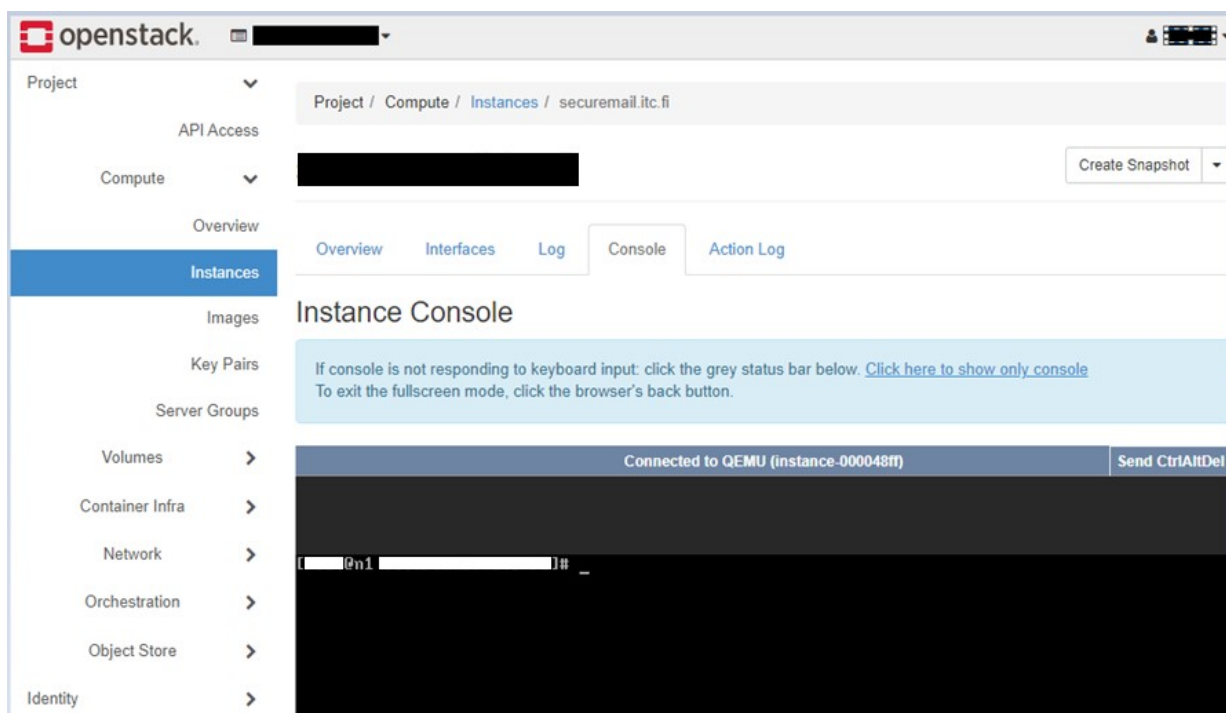 openstack.
Project
API Access
Compute
Overview
Instances
Images
Key Pairs
Server Groups
Volumes
Container Infra
Network
Orchestration
Object Store
Identity
Project / Compute / Instances / securemail.itc.fi
Create Snapshot
Overview Interfaces Log Console Action Log
Instance Console
If console is not responding to keyboard input: click the grey status bar below. Click here to show only console
To exit the fullscreen mode, click the browser's back button.
Connected to QEMU (instance-000048ff) Send CtrlAltDel
[ @n1 ]# _